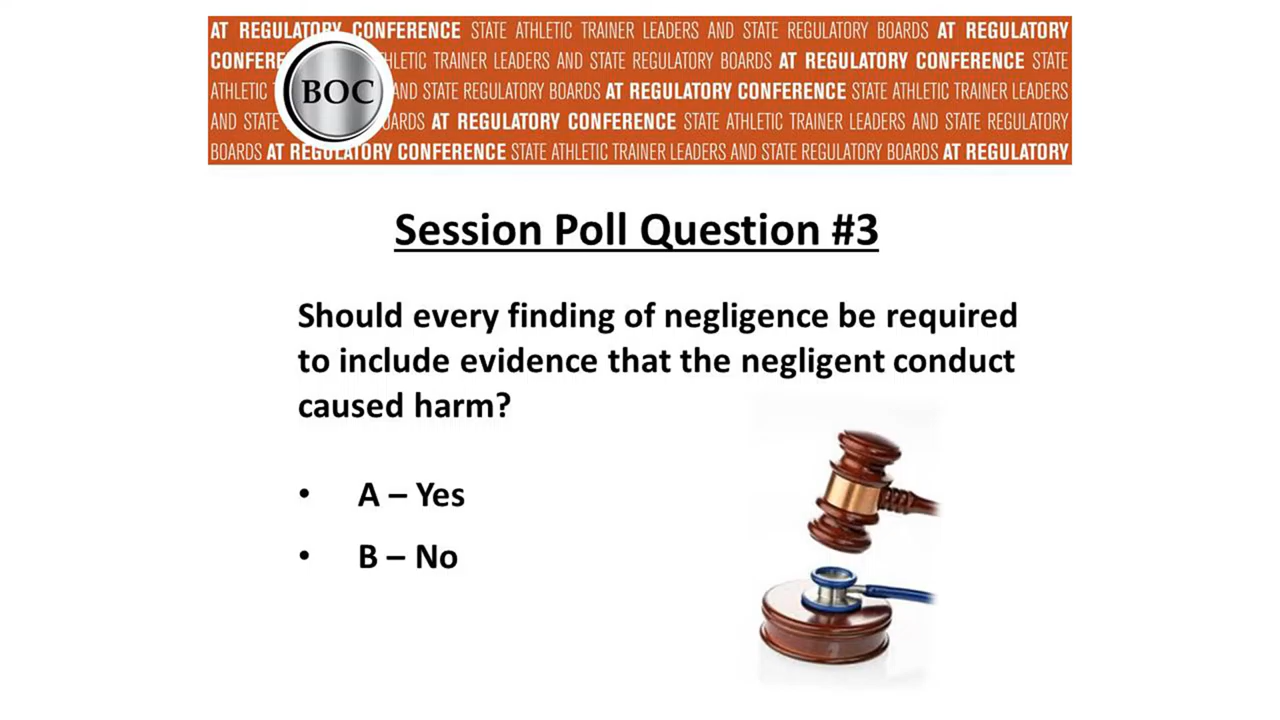 AT REGULATORY CONFERENCE STATE ATHLETIC TRAINER LEADERS AND STATE REGULATORY BOARDS AT REGULATORY
CONFERE HLETIC TRAINER LEADERS AND STATE REGULATORY BOARDS AT REGULATORY CONFERENCE STATE
ATHLETIC T AND STATE REGULATORY BOARDS AT REGULATORY CONFERENCE STATE ATHLETIC TRAINER LEADERS
BOC
AND STATE ARDS AT REGULATORY CONFERENCE STATE ATHLETIC TRAINER LEADERS AND STATE REGULATORY
BOARDS AT REGULATORY CONFERENCE STATE ATHLETIC TRAINER LEADERS AND STATE REGULATORY BOARDS AT REGULATORY
Session Poll Question #3
Should every finding of negligence be required
to include evidence that the negligent conduct
caused harm?
• A – Yes
• B – No